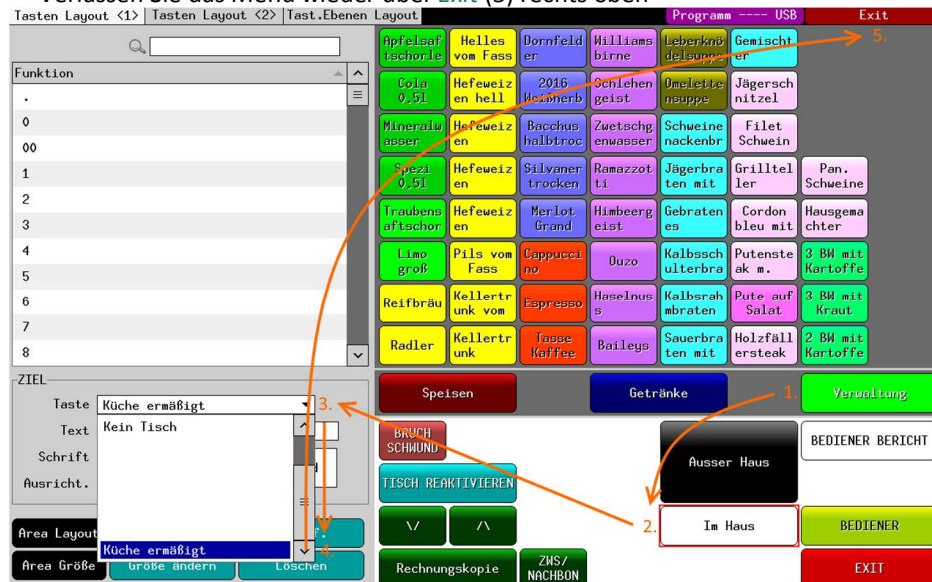 Verlassen Sie das Menü wieder über Exit (5) rechts oben
Tasten Layout <1> Tasten Layout <2> Tast.Ebenen Layout Programm ---- USB Exit
5.
Funktion
.
0
00
1
2
3
4
5
6
7
8
Apfelsaf
tschorle
Helles
vom Fass
Dornfeld
er
Williams
birne
Leberknö
delsuppe
Gemischt
er
Cola
0,5l
Hefeweiz
en hell
2016
Weißherb
Schlehen
geist
Omelette
nsuppe
Jägersch
nitzel
Mineralw
asser
Hefeweiz
en
Bacchus
halbtroc
Zwetschg
enwasser
Schweine
nackenbr
Filet
Schwein
Spezi
0,5l
Hefeweiz
en
Silvaner
trocken
Ramazzot
ti
Jägerbra
ten mit
Grilltel
ler
Pan.
Schweine
Traubens
aftschor
Hefeweiz
en
Merlot
Grand
Himbeerg
eist
Gebraten
es
Cordon
bleu mit
Hausgema
chter
Limo
groß
Pils vom
Fass
Cappucci
no
Ouzo
Kalbssch
ulterbra
Putenste
ak m.
3 BW mit
Kartoffe
Reifbräu
Kellertr
unk vom
Espresso
Haselnus
s
Kalbsrah
mbraten
Pute auf
Salat
3 BW mit
Kraut
Radler
Kellertr
unk
Tasse
Kaffee
Baileys
Sauerbra
ten mit
Holzfäll
ersteak
2 BW mit
Kartoffe
Speisen
Getränke
1.
Verwaltung
ZIEL
Taste Küche ermäßigt
3.
Text
Schrift
Ausricht.
Kein Tisch
Küche ermäßigt
4.
Area Layout
Area Größe
Größe ändern
Löschen
BRUCH
SCHWUND
TISCH REAKTIVIEREN
\/
/\
Rechnungskopie
ZWS/
NACHBON
Ausser Haus
2.
Im Haus
BEDIENER BERICHT
BEDIENER
EXIT